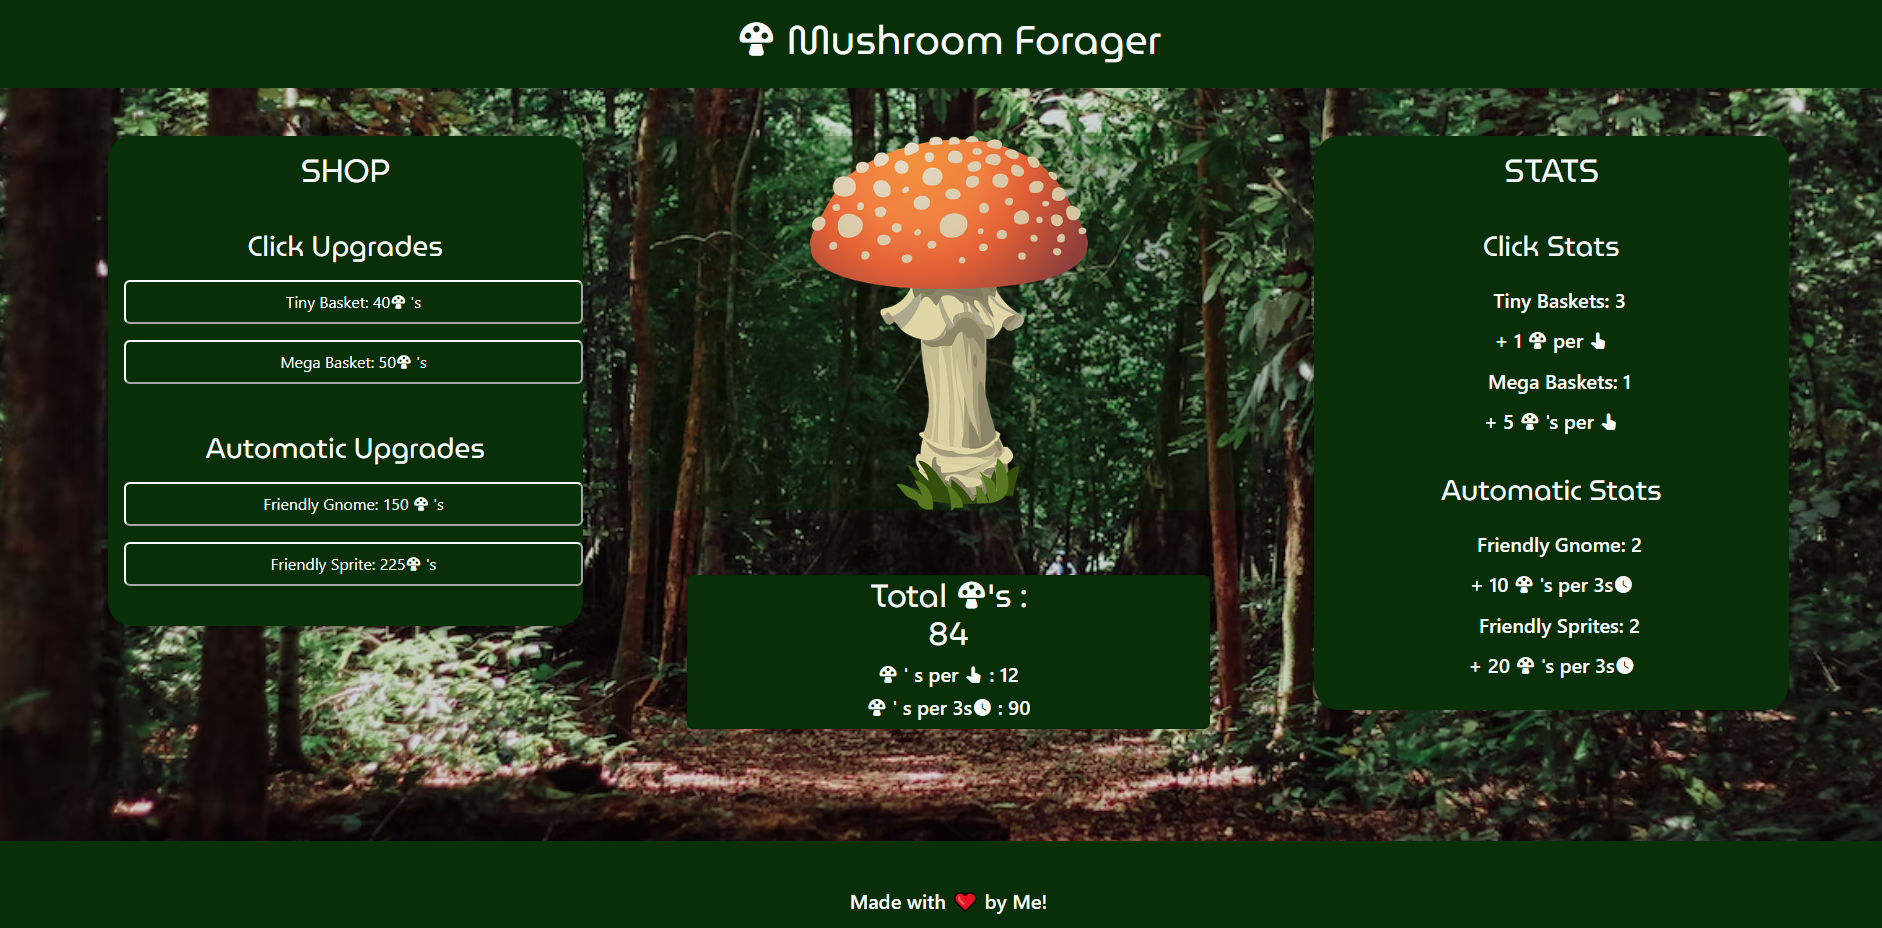 Mushroom Forager
SHOP
Click Upgrades
Tiny Basket: 40 's
Mega Basket: 50 's
Automatic Upgrades
Friendly Gnome: 150 's
Friendly Sprite: 225 's
Total 's :
84
' s per : 12
' s per 3s : 90
STATS
Click Stats
Tiny Baskets: 3
+ 1 per
Mega Baskets: 1
+ 5 's per
Automatic Stats
Friendly Gnome: 2
+ 10 's per 3s
Friendly Sprites: 2
+ 20 's per 3s
Made with ❤ by Me!